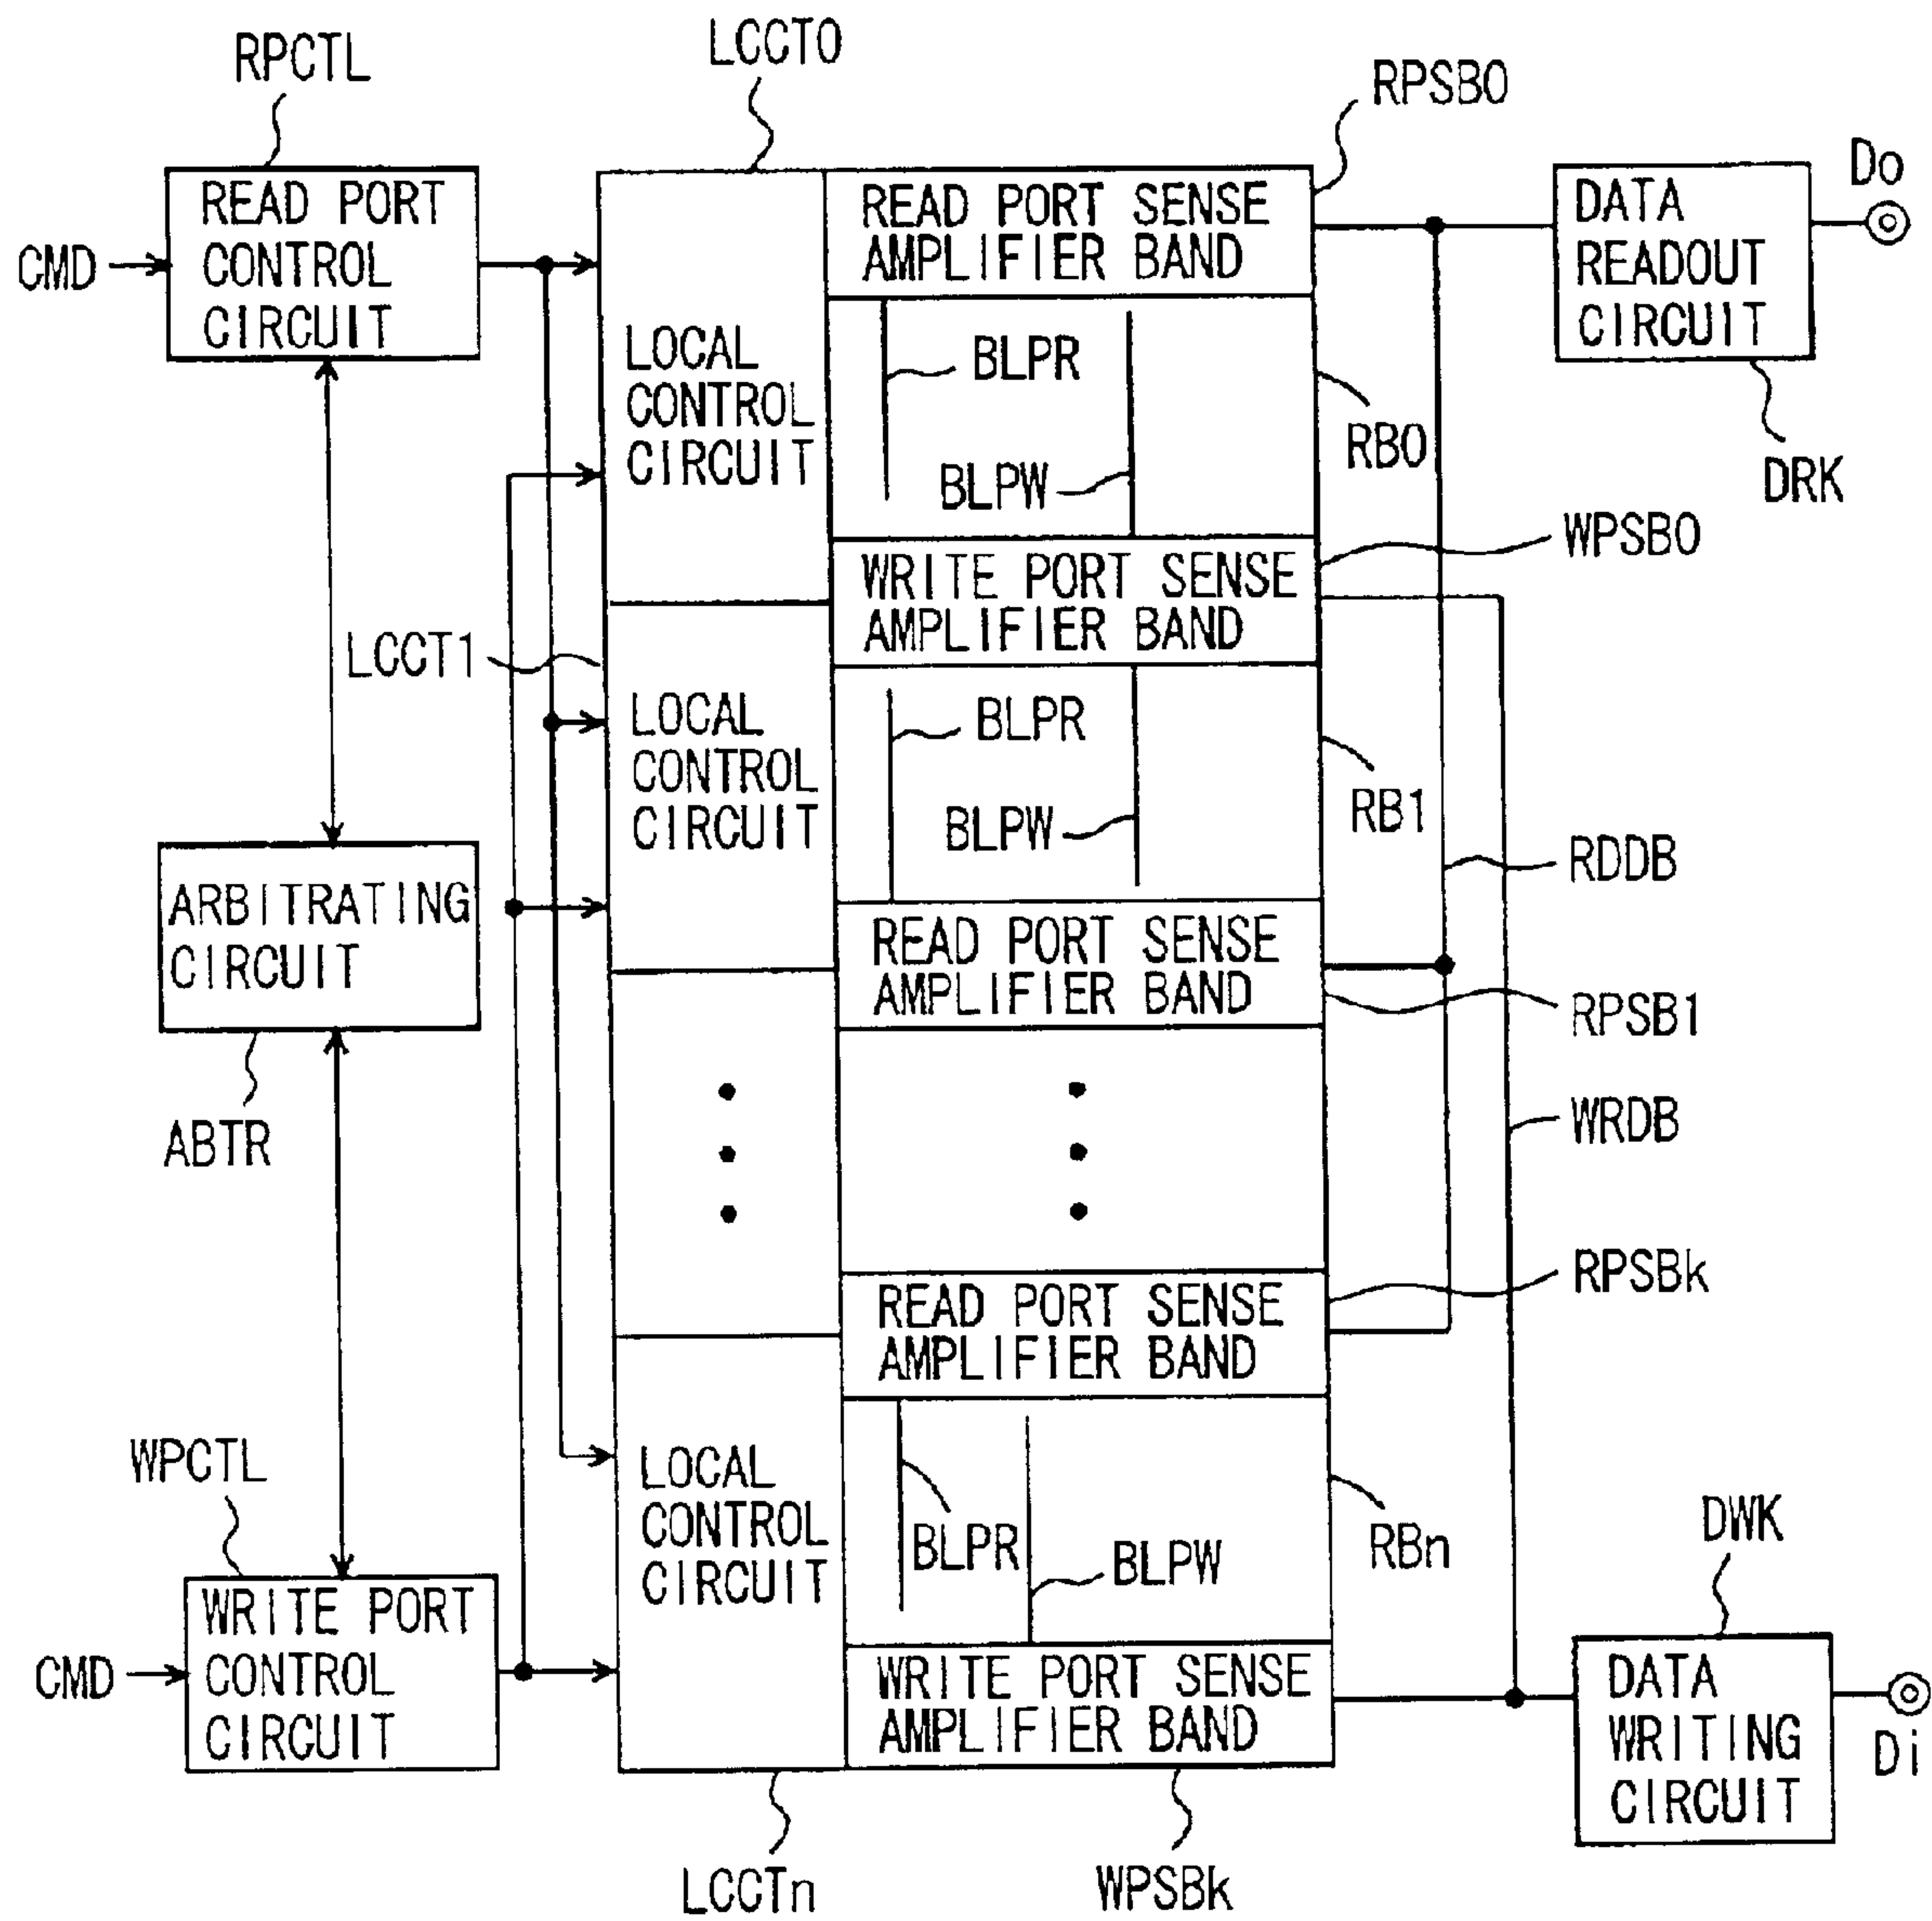 LCCT0
RPCTL
RPSB0
Do
READ PORT
CONTROL
CIRCUIT
CMD
READ PORT SENSE
AMPLIFIER BAND
DATA
READOUT
CIRCUIT
LOCAL
CONTROL
CIRCUIT
BLPR
BLPW
RB0
DRK
WPSB0
WRITE PORT SENSE
AMPLIFIER BAND
LCCT1
LOCAL
CONTROL
CIRCUIT
BLPR
BLPW
RB1
RDDB
ARBITRATING
CIRCUIT
READ PORT SENSE
AMPLIFIER BAND
RPSB1
ABTR
WRDB
RPSBk
READ PORT SENSE
AMPLIFIER BAND
WPCTL
LOCAL
CONTROL
CIRCUIT
BLPR
BLPW
RBn
DWK
WRITE PORT
CONTROL
CIRCUIT
CMD
WRITE PORT SENSE
AMPLIFIER BAND
DATA
WRITING
CIRCUIT
Di
LCCTn
WPSBk